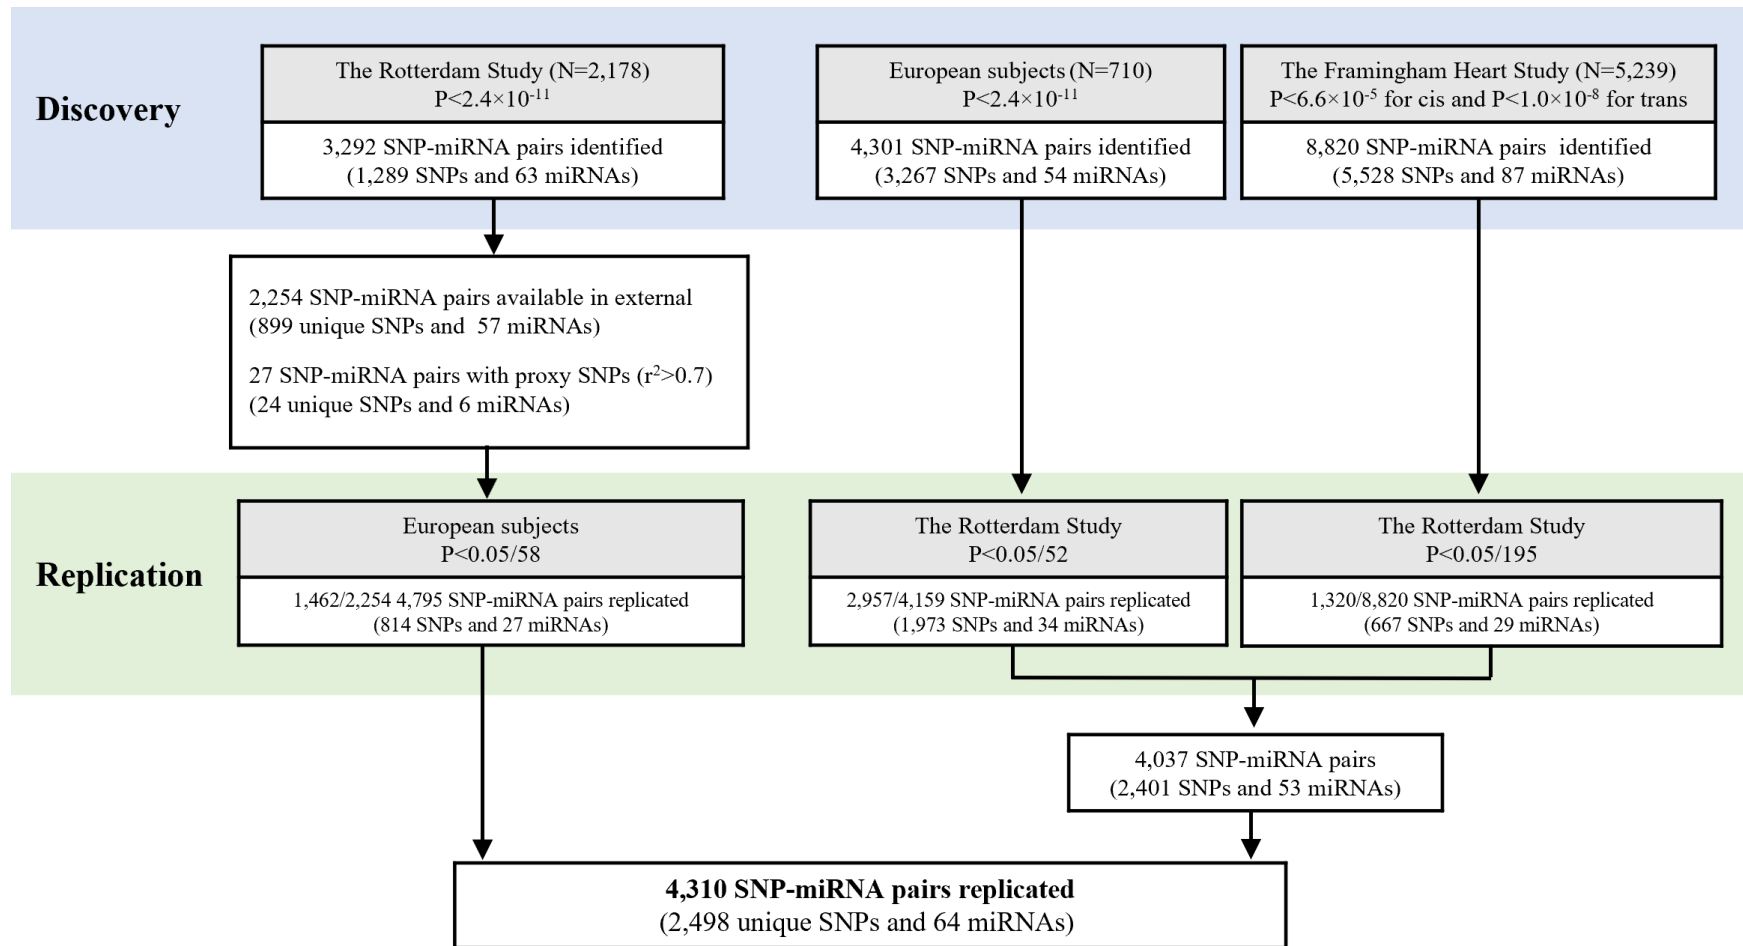 Discovery
The Rotterdam Study (N=2,178)
P<2.4×10⁻¹¹
3,292 SNP-miRNA pairs identified
(1,289 SNPs and 63 miRNAs)
European subjects (N=710)
P<2.4×10⁻¹¹
4,301 SNP-miRNA pairs identified
(3,267 SNPs and 54 miRNAs)
The Framingham Heart Study (N=5,239)
P<6.6×10⁻⁵ for cis and P<1.0×10⁻⁸ for trans
8,820 SNP-miRNA pairs identified
(5,528 SNPs and 87 miRNAs)
2,254 SNP-miRNA pairs available in external
(899 unique SNPs and 57 miRNAs)
27 SNP-miRNA pairs with proxy SNPs (r²>0.7)
(24 unique SNPs and 6 miRNAs)
Replication
European subjects
P<0.05/58
1,462/2,254 4,795 SNP-miRNA pairs replicated
(814 SNPs and 27 miRNAs)
The Rotterdam Study
P<0.05/52
2,957/4,159 SNP-miRNA pairs replicated
(1,973 SNPs and 34 miRNAs)
The Rotterdam Study
P<0.05/195
1,320/8,820 SNP-miRNA pairs replicated
(667 SNPs and 29 miRNAs)
4,037 SNP-miRNA pairs
(2,401 SNPs and 53 miRNAs)
4,310 SNP-miRNA pairs replicated
(2,498 unique SNPs and 64 miRNAs)